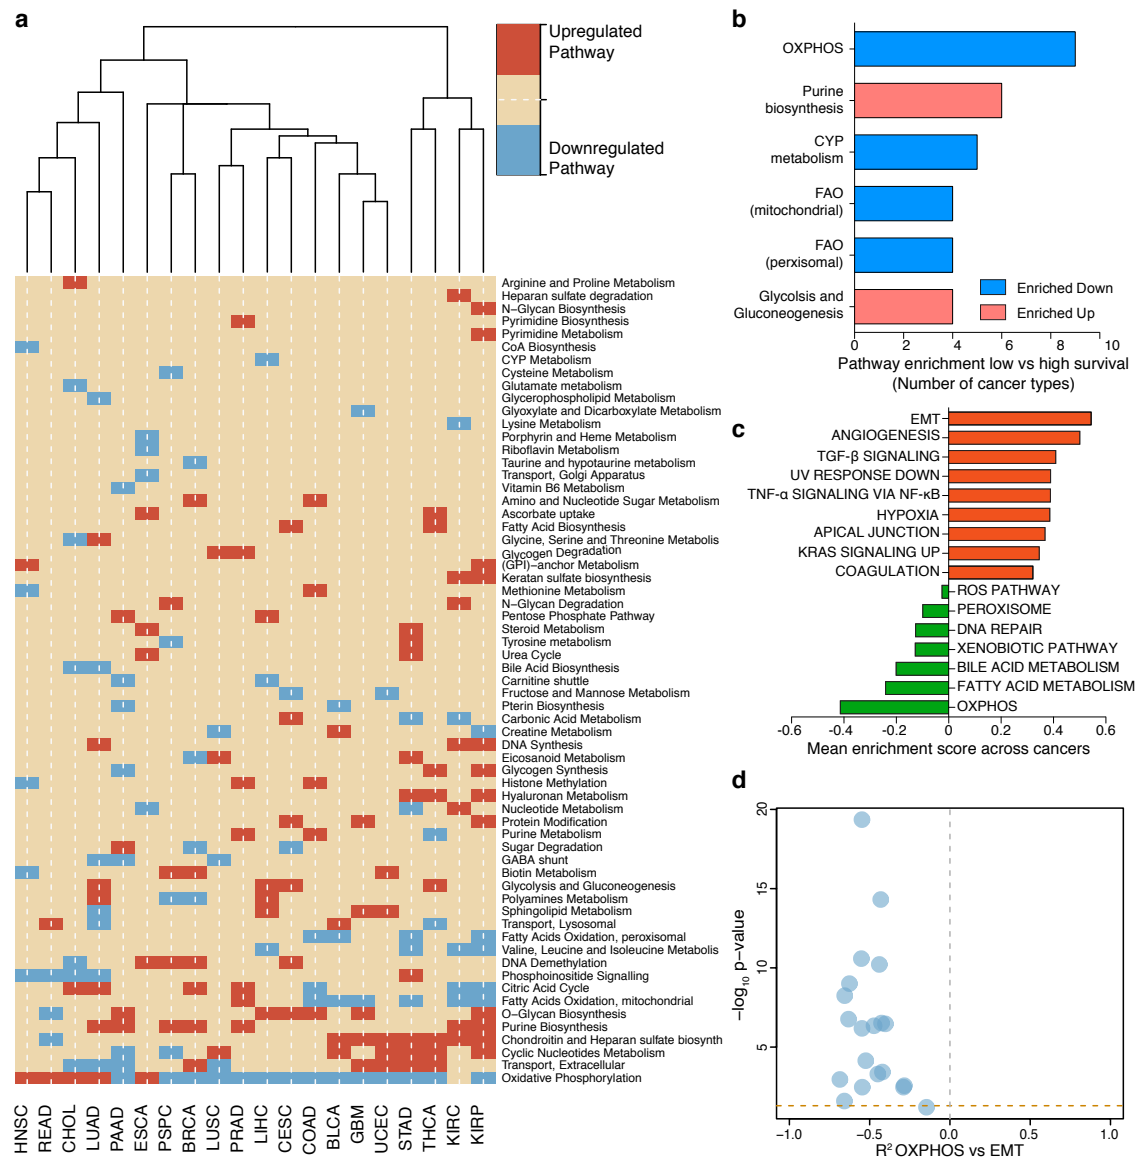 a
Upregulated
Pathway
Downregulated
Pathway
Arginine and Proline Metabolism
Heparan sulfate degradation
N-Glycan Biosynthesis
Pyrimidine Biosynthesis
Pyrimidine Metabolism
CoA Biosynthesis
CYP Metabolism
Cysteine Metabolism
Glutamate metabolism
Glycerophospholipid Metabolism
Glyoxylate and Dicarboxylate Metabolism
Lysine Metabolism
Porphyrin and Heme Metabolism
Riboflavin Metabolism
Taurine and hypotaurine metabolism
Transport, Golgi Apparatus
Vitamin B6 Metabolism
Amino and Nucleotide Sugar Metabolism
Ascorbate uptake
Fatty Acid Biosynthesis
Glycine, Serine and Threonine Metabolis
Glycogen Degradation
(GPI)−anchor Metabolism
Keratan sulfate biosynthesis
Methionine Metabolism
N−Glycan Degradation
Pentose Phosphate Pathway
Steroid Metabolism
Tyrosine metabolism
Urea Cycle
Bile Acid Biosynthesis
Carnitine shuttle
Fructose and Mannose Metabolism
Pterin Biosynthesis
Carbonic Acid Metabolism
Creatine Metabolism
DNA Synthesis
Eicosanoid Metabolism
Glycogen Synthesis
Histone Methylation
Hyaluronan Metabolism
Nucleotide Metabolism
Protein Modification
Purine Metabolism
Sugar Degradation
GABA shunt
Biotin Metabolism
Glycolysis and Gluconeogenesis
Polyamines Metabolism
Sphingolipid Metabolism
Transport, Lysosomal
Fatty Acids Oxidation, peroxisomal
Valine, Leucine and Isoleucine Metabolis
DNA Demethylation
Phosphoinositide Signalling
Citric Acid Cycle
Fatty Acids Oxidation, mitochondrial
O−Glycan Biosynthesis
Purine Biosynthesis
Chondroitin and Heparan sulfate biosynth
Cyclic Nucleotides Metabolism
Transport, Extracellular
Oxidative Phosphorylation
HNSC
READ
CHOL
LUAD
PAAD
ESCA
PSPC
BRCA
LUSC
PRAD
LIHC
CESC
COAD
BLCA
GBM
UCEC
STAD
THCA
KIRC
KIRP
b
OXPHOS
Purine
biosynthesis
CYP
metabolism
FAO
(mitochondrial)
FAO
(perxisomal)
Glycolsis and
Gluconeogenesis
Enriched Down
Enriched Up
0 2 4 6 8 10
Pathway enrichment low vs high survival
(Number of cancer types)
c
EMT
ANGIOGENESIS
TGF-β SIGNALING
UV RESPONSE DOWN
TNF-α SIGNALING VIA NF-κB
HYPOXIA
APICAL JUNCTION
KRAS SIGNALING UP
COAGULATION
ROS PATHWAY
PEROXISOME
DNA REPAIR
XENOBIOTIC PATHWAY
BILE ACID METABOLISM
FATTY ACID METABOLISM
OXPHOS
-0.6 -0.4 -0.2 0 0.2 0.4 0.6
Mean enrichment score across cancers
d
20
15
10
5
−log10 p−value
−1.0 −0.5 0.0 0.5 1.0
R2 OXPHOS vs EMT